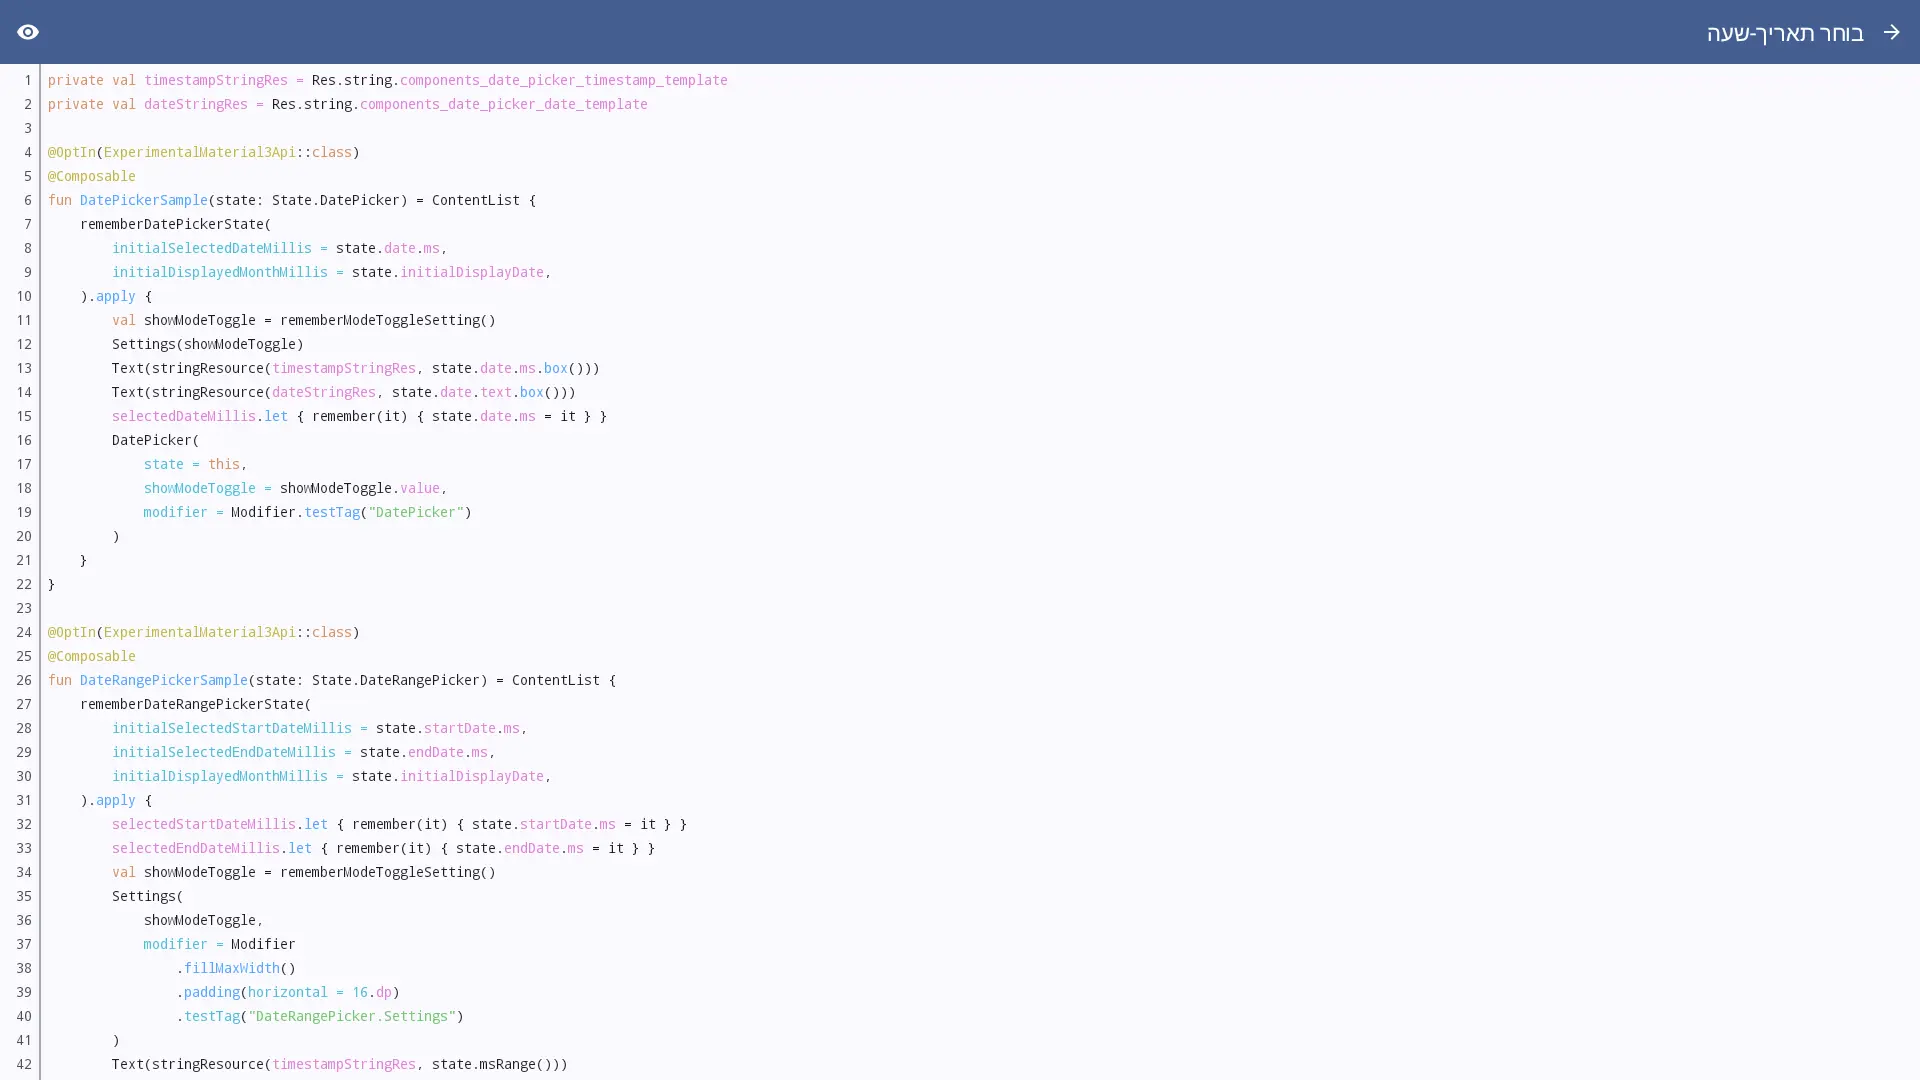 בוחר תאריך-שעה
1 private val timestampStringRes = Res.string.components_date_picker_timestamp_template
2 private val dateStringRes = Res.string.components_date_picker_date_template
3
4 @OptIn(ExperimentalMaterial3Api::class)
5 @Composable
6 fun DatePickerSample(state: State.DatePicker) = ContentList {
7     rememberDatePickerState(
8         initialSelectedDateMillis = state.date.ms,
9         initialDisplayedMonthMillis = state.initialDisplayDate,
10     ).apply {
11         val showModeToggle = rememberModeToggleSetting()
12         Settings(showModeToggle)
13         Text(stringResource(timestampStringRes, state.date.ms.box()))
14         Text(stringResource(dateStringRes, state.date.text.box()))
15         selectedDateMillis.let { remember(it) { state.date.ms = it } }
16         DatePicker(
17             state = this,
18             showModeToggle = showModeToggle.value,
19             modifier = Modifier.testTag("DatePicker")
20         )
21     }
22 }
23
24 @OptIn(ExperimentalMaterial3Api::class)
25 @Composable
26 fun DateRangePickerSample(state: State.DateRangePicker) = ContentList {
27     rememberDateRangePickerState(
28         initialSelectedStartDateMillis = state.startDate.ms,
29         initialSelectedEndDateMillis = state.endDate.ms,
30         initialDisplayedMonthMillis = state.initialDisplayDate,
31     ).apply {
32         selectedStartDateMillis.let { remember(it) { state.startDate.ms = it } }
33         selectedEndDateMillis.let { remember(it) { state.endDate.ms = it } }
34         val showModeToggle = rememberModeToggleSetting()
35         Settings(
36             showModeToggle,
37             modifier = Modifier
38                 .fillMaxWidth()
39                 .padding(horizontal = 16.dp)
40                 .testTag("DateRangePicker.Settings")
41         )
42         Text(stringResource(timestampStringRes, state.msRange()))